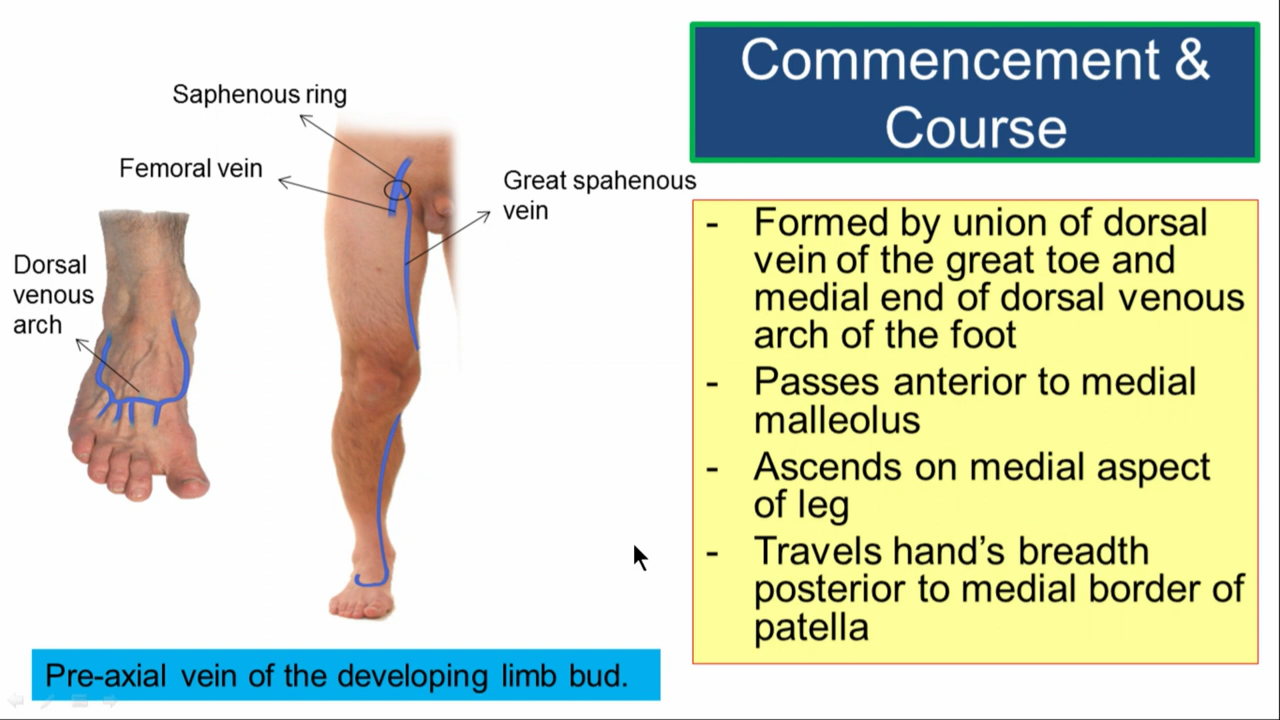 Commencement &
Course
Saphenous ring
Femoral vein
Great spahenous
vein
Dorsal
venous
arch
- Formed by union of dorsal
vein of the great toe and
medial end of dorsal venous
arch of the foot
- Passes anterior to medial
malleolus
- Ascends on medial aspect
of leg
- Travels hand’s breadth
posterior to medial border of
patella
Pre-axial vein of the developing limb bud.